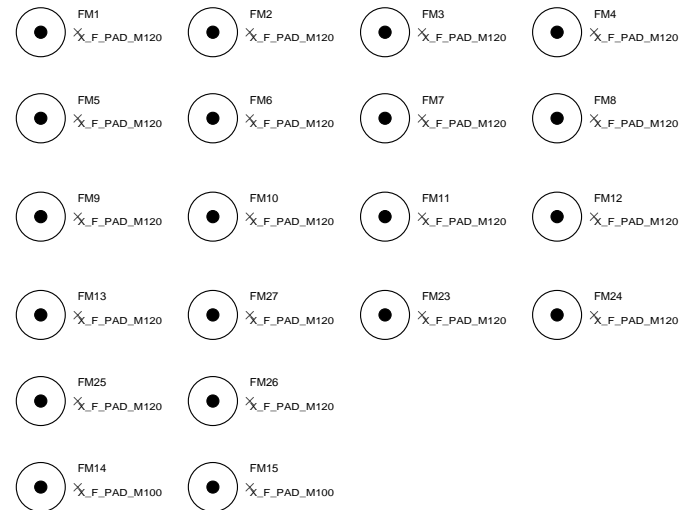 FM1
X_F_PAD_M120
FM2
X_F_PAD_M120
FM3
X_F_PAD_M120
FM4
X_F_PAD_M120
FM5
X_F_PAD_M120
FM6
X_F_PAD_M120
FM7
X_F_PAD_M120
FM8
X_F_PAD_M120
FM9
X_F_PAD_M120
FM10
X_F_PAD_M120
FM11
X_F_PAD_M120
FM12
X_F_PAD_M120
FM13
X_F_PAD_M120
FM27
X_F_PAD_M120
FM23
X_F_PAD_M120
FM24
X_F_PAD_M120
FM25
X_F_PAD_M120
FM26
X_F_PAD_M120
FM14
X_F_PAD_M100
FM15
X_F_PAD_M100